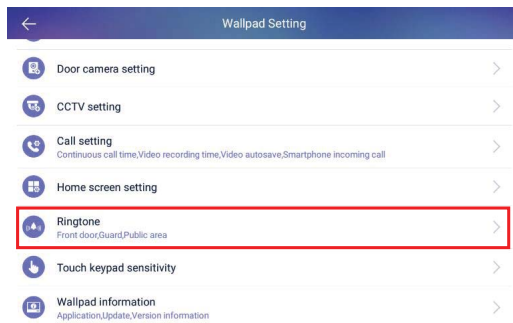 Wallpad Setting
Door camera setting
CCTV setting
Call setting
Continuous call time,Video recording time,Video autosave,Smartphone incoming call
Home screen setting
Ringtone
Front door,Guard,Public area
Touch keypad sensitivity
Wallpad information
Application,Update,Version information